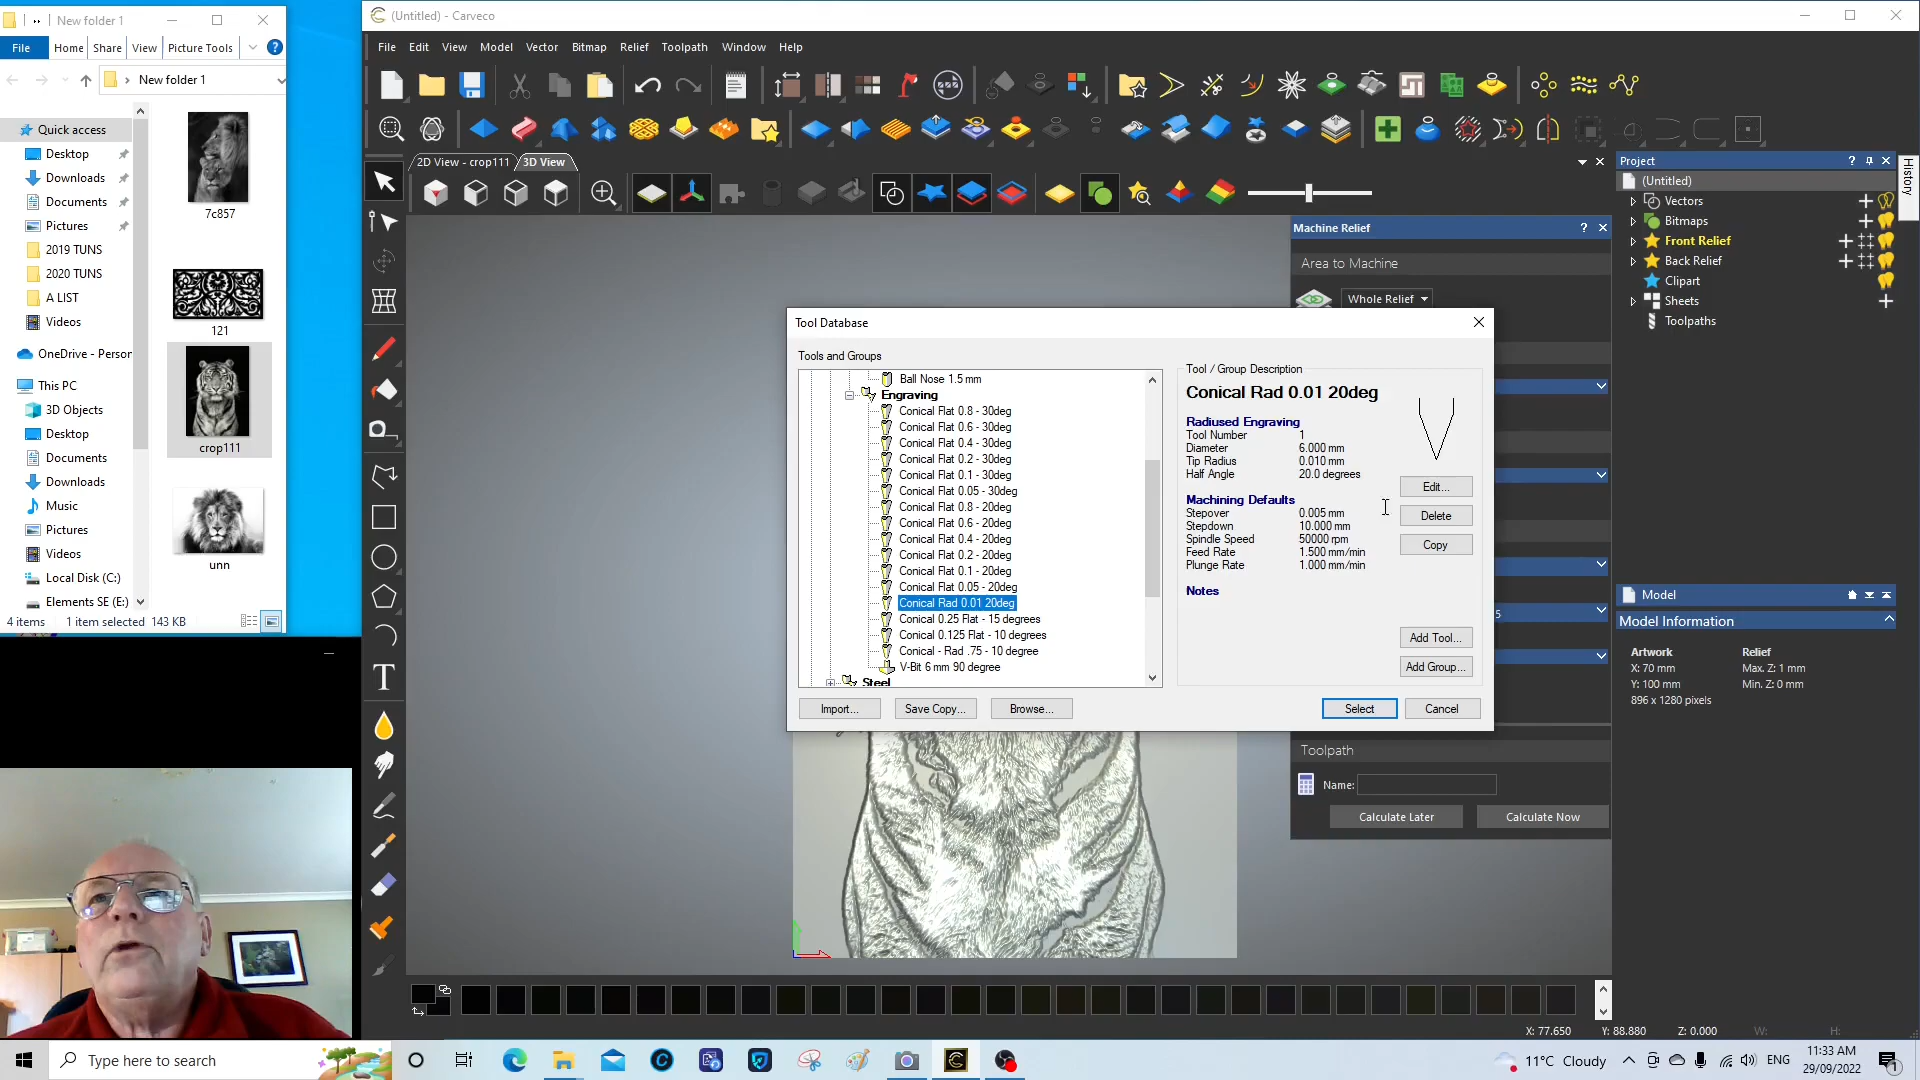 New folder 1
File
Home
Share
View
Picture Tools
New folder 1
Quick access
Desktop
Downloads
Documents
Pictures
2019 TUNS
2020 TUNS
A LIST
Videos
OneDrive - Person
This PC
3D Objects
Desktop
Documents
Downloads
Music
Pictures
Videos
Local Disk (C:)
Elements SE (E:)
7c857
121
crop111
unn
4 items
1 item selected 143 KB
(Untitled) - Carveco
File
Edit
View
Model
Vector
Bitmap
Relief
Toolpath
Window
Help
2D View - crop111
3D View
Machine Relief
Area to Machine
Whole Relief
Tool Database
Tools and Groups
Ball Nose 1.5 mm
Engraving
Conical Flat 0.8 - 30deg
Conical Flat 0.6 - 30deg
Conical Flat 0.4 - 30deg
Conical Flat 0.2 - 30deg
Conical Flat 0.1 - 30deg
Conical Flat 0.05 - 30deg
Conical Flat 0.8 - 20deg
Conical Flat 0.6 - 20deg
Conical Flat 0.4 - 20deg
Conical Flat 0.2 - 20deg
Conical Flat 0.1 - 20deg
Conical Flat 0.05 - 20deg
Conical Rad 0.01 20deg
Conical 0.25 Flat - 15 degrees
Conical 0.125 Flat - 10 degrees
Conical - Rad .75 - 10 degree
V-Bit 6 mm 90 degree
Steel
Import...
Save Copy...
Browse...
Tool / Group Description
Conical Rad 0.01 20deg
Radiused Engraving
Tool Number 1
Diameter 6.000 mm
Tip Radius 0.010 mm
Half Angle 20.0 degrees
Machining Defaults
Stepover 0.005 mm
Stepdown 10.000 mm
Spindle Speed 50000 rpm
Feed Rate 1.500 mm/min
Plunge Rate 1.000 mm/min
Notes
Edit...
Delete
Copy
Add Tool...
Add Group...
Select
Cancel
5
Toolpath
Name:
Calculate Later
Calculate Now
Project
History
(Untitled)
Vectors
Bitmaps
Front Relief
Back Relief
Clipart
Sheets
Toolpaths
Model
Model Information
Artwork
X: 70 mm
Y: 100 mm
896 x 1280 pixels
Relief
Max. Z: 1 mm
Min. Z: 0 mm
X: 77.650
Y: 88.880
Z: 0.000
W:
H:
Type here to search
11°C Cloudy
ENG
11:33 AM
29/09/2022
1